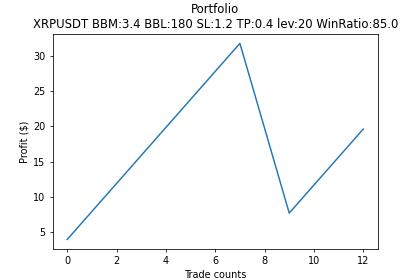 Portfolio
XRPUSDT BBM:3.4 BBL:180 SL:1.2 TP:0.4 lev:20 WinRatio:85.0
30
25
20
15
10
5
Profit ($)
0 2 4 6 8 10 12
Trade counts